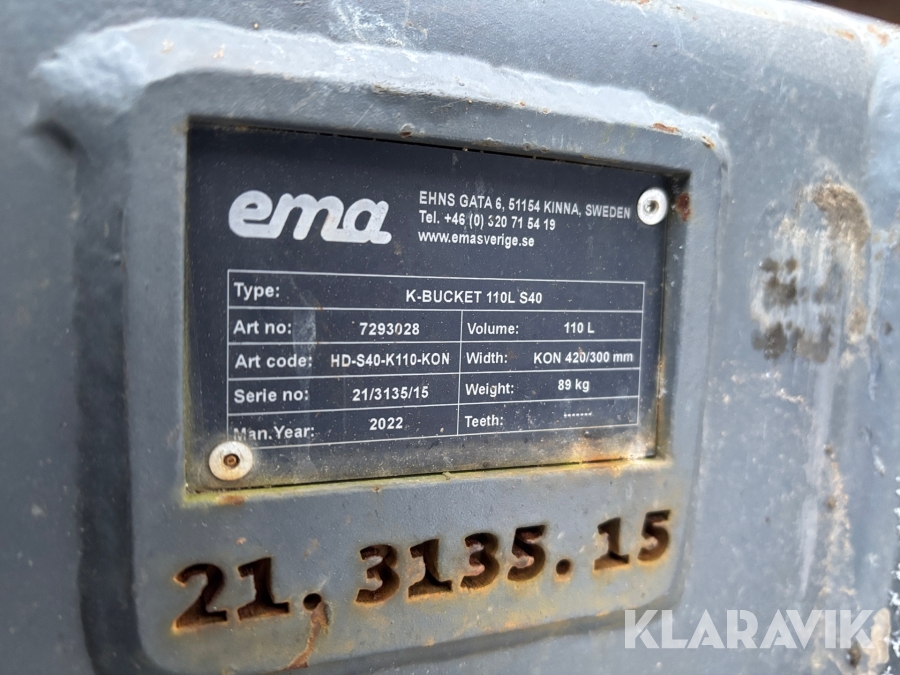 ema
EHNS GATA 6, 51154 KINNA, SWEDEN
Tel. +46 (0) 320 71 54 19
www.emasverige.se
Type: K-BUCKET 110L S40
Art no: 7293028 Volume: 110 L
Art code: HD-S40-K110-KON Width: KON 420/300 mm
Serie no: 21/3135/15 Weight: 89 kg
Man.Year: 2022 Teeth: -------
21.3135.15
KLARAVIK